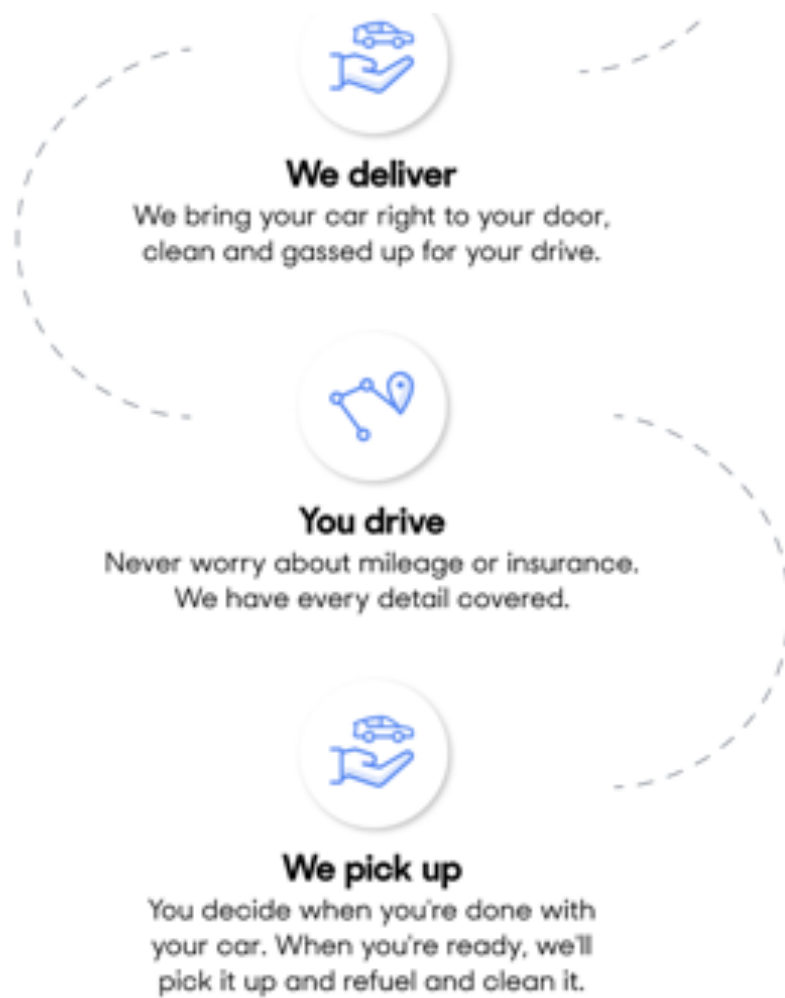 We deliver
We bring your car right to your door,
clean and gassed up for your drive.
You drive
Never worry about mileage or insurance.
We have every detail covered.
We pick up
You decide when you're done with
your car. When you're ready, we'll
pick it up and refuel and clean it.